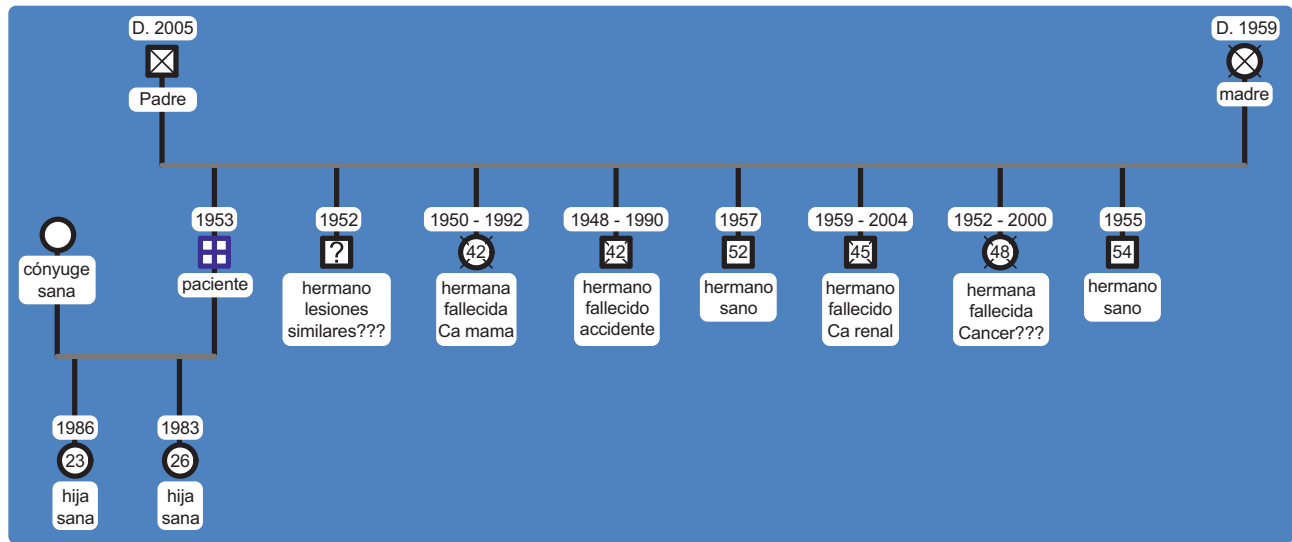 D. 2005
D. 1959
Padre
madre
1953
1952
1950 - 1992
1948 - 1990
1957
1959 - 2004
1952 - 2000
1955
?
42
42
52
45
48
54
cónyuge
sana
paciente
hermano
lesiones
similares???
hermana
fallecida
Ca mama
hermano
fallecido
accidente
hermano
sano
hermano
fallecido
Ca renal
hermana
fallecida
Cancer???
hermano
sano
1986
1983
23
26
hija
sana
hija
sana